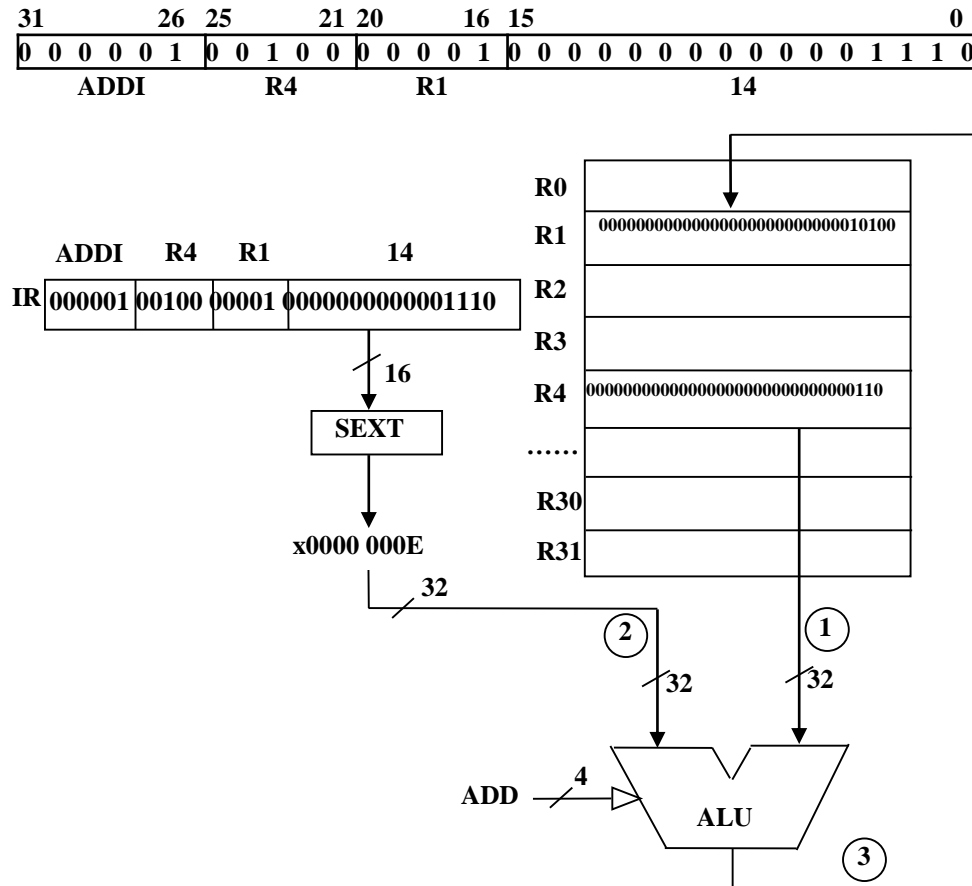 31 26 25 21 20 16 15 0
0 0 0 0 0 1 0 0 1 0 0 0 0 0 0 1 0 0 0 0 0 0 0 0 0 0 0 0 1 1 1 0
ADDI R4 R1 14
R0
R1 00000000000000000000000000010100
ADDI R4 R1 14
IR 000001 00100 00001 0000000000001110
R2
R3
16
R4 00000000000000000000000000000110
SEXT
......
R30
x0000 000E
R31
32
2 1
32 32
ADD 4
ALU
3